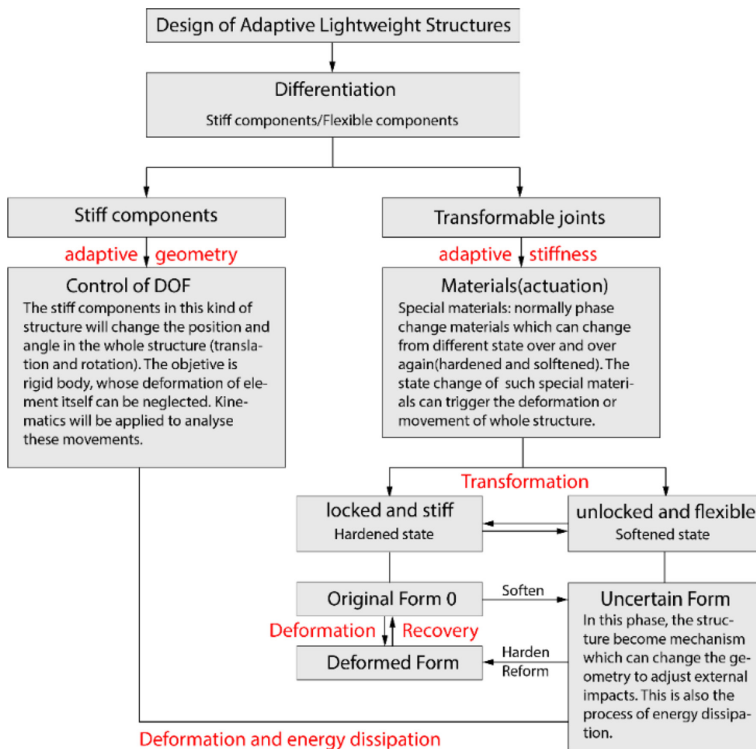 Design of Adaptive Lightweight Structures
Differentiation
Stiff components/Flexible components
Stiff components
Transformable joints
adaptive geometry
adaptive stiffness
Control of DOF
The stiff components in this kind of
structure will change the position and
angle in the whole structure (transla-
tion and rotation). The objetive is
rigid body, whose deformation of ele-
ment itself can be neglected. Kine-
matics will be applied to analyse
these movements.
Materials(actuation)
Special materials: normally phase
change materials which can change
from different state over and over
again(hardened and solftened). The
state change of such special materi-
als can trigger the deformation or
movement of whole structure.
Transformation
locked and stiff
Hardened state
unlocked and flexible
Softened state
Original Form 0
Soften
Deformation
Recovery
Deformed Form
Harden
Reform
Uncertain Form
In this phase, the struc-
ture become mechanism
which can change the ge-
ometry to adjust external
impacts. This is also the
process of energy dissipa-
tion.
Deformation and energy dissipation